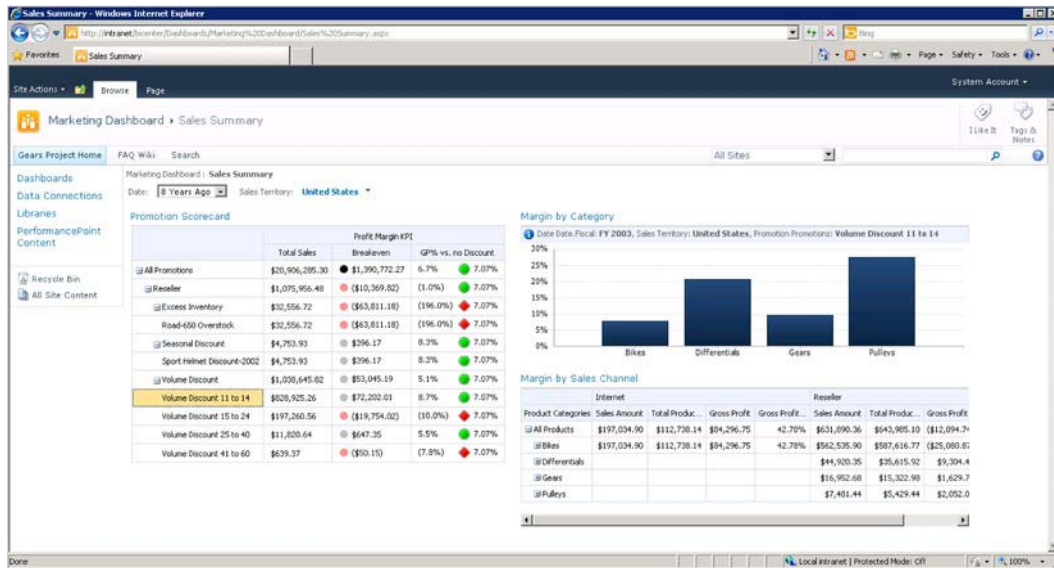 Sales Summary - Windows Internet Explorer
http://intranet/bicenter/Dashboards/Marketing%20Dashboard/Sales%20Summary.aspx
Bing
Favorites Sales Summary
Page Safety Tools
Site Actions Browse Page
System Account
Marketing Dashboard Sales Summary
I Like It
Tags & Notes
Gears Project Home FAQ Wiki Search
All Sites
Dashboards
Data Connections
Libraries
PerformancePoint Content
Recycle Bin
All Site Content
Marketing Dashboard : Sales Summary
Date: 8 Years Ago Sales Territory: United States
Promotion Scorecard
Profit Margin KPI
Total Sales Breakeven GP% vs. no Discount
All Promotions $20,906,285.30 $1,390,772.27 6.7% 7.07%
Reseller $1,075,956.48 ($10,369.82) (1.0%) 7.07%
Excess Inventory $32,556.72 ($63,811.18) (196.0%) 7.07%
Road-650 Overstock $32,556.72 ($63,811.18) (196.0%) 7.07%
Seasonal Discount $4,753.93 $396.17 8.3% 7.07%
Sport Helmet Discount-2002 $4,753.93 $396.17 8.3% 7.07%
Volume Discount $1,038,645.82 $53,045.19 5.1% 7.07%
Volume Discount 11 to 14 $828,925.26 $72,202.01 8.7% 7.07%
Volume Discount 15 to 24 $197,260.56 ($19,754.02) (10.0%) 7.07%
Volume Discount 25 to 40 $11,820.64 $647.35 5.5% 7.07%
Volume Discount 41 to 60 $639.37 ($50.15) (7.8%) 7.07%
Margin by Category
Date Date.Fiscal: FY 2003, Sales Territory: United States, Promotion Promotions: Volume Discount 11 to 14
30%
25%
20%
15%
10%
5%
0%
Bikes Differentials Gears Pulleys
Margin by Sales Channel
Internet Reseller
Product Categories Sales Amount Total Produc... Gross Profit Gross Profit... Sales Amount Total Produc... Gross Profit
All Products $197,034.90 $112,738.14 $84,296.75 42.78% $631,890.36 $643,985.10 ($12,094.74
Bikes $197,034.90 $112,738.14 $84,296.75 42.78% $562,535.90 $587,616.77 ($25,080.87
Differentials $44,920.35 $35,615.92 $9,304.4
Gears $16,952.68 $15,322.98 $1,629.7
Pulleys $7,481.44 $5,429.44 $2,052.0
Done
Local intranet | Protected Mode: Off
100%